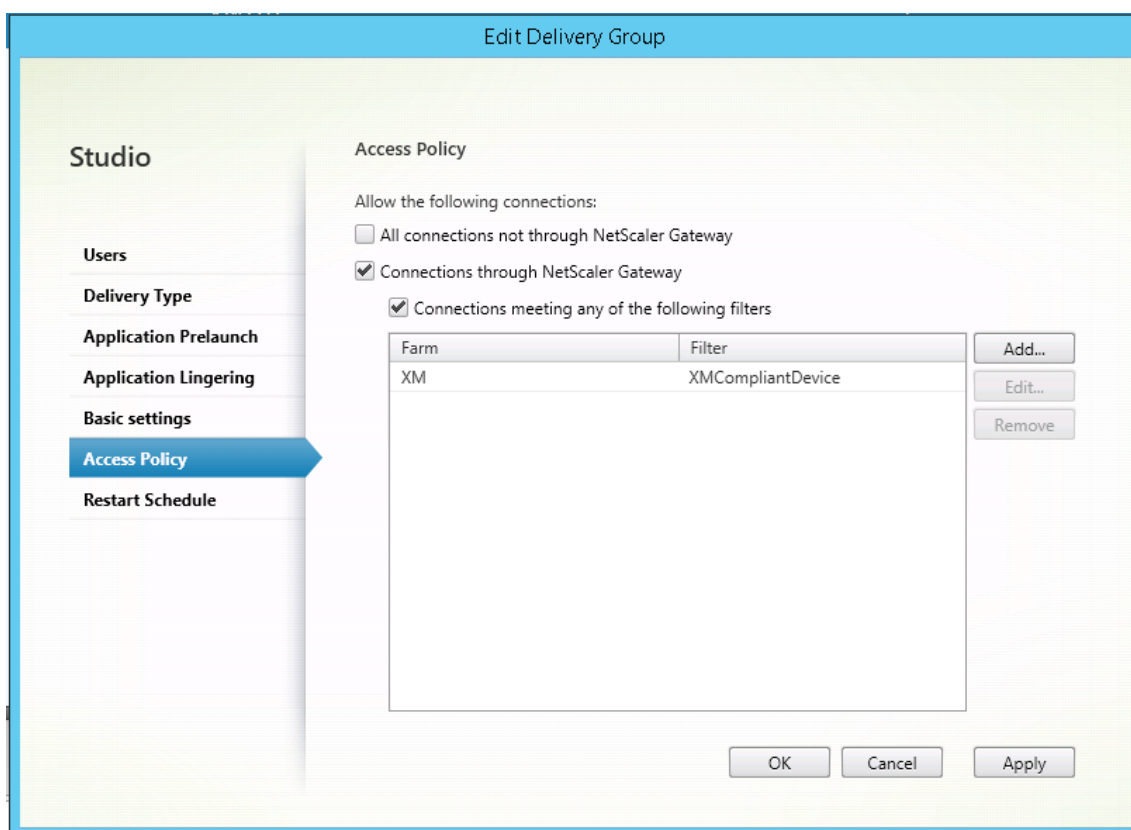 Edit Delivery Group
Studio
Users
Delivery Type
Application Prelaunch
Application Lingering
Basic settings
Access Policy
Restart Schedule
Access Policy
Allow the following connections:
All connections not through NetScaler Gateway
Connections through NetScaler Gateway
Connections meeting any of the following filters
Farm Filter
XM XMCompliantDevice
Add...
Edit...
Remove
OK Cancel Apply